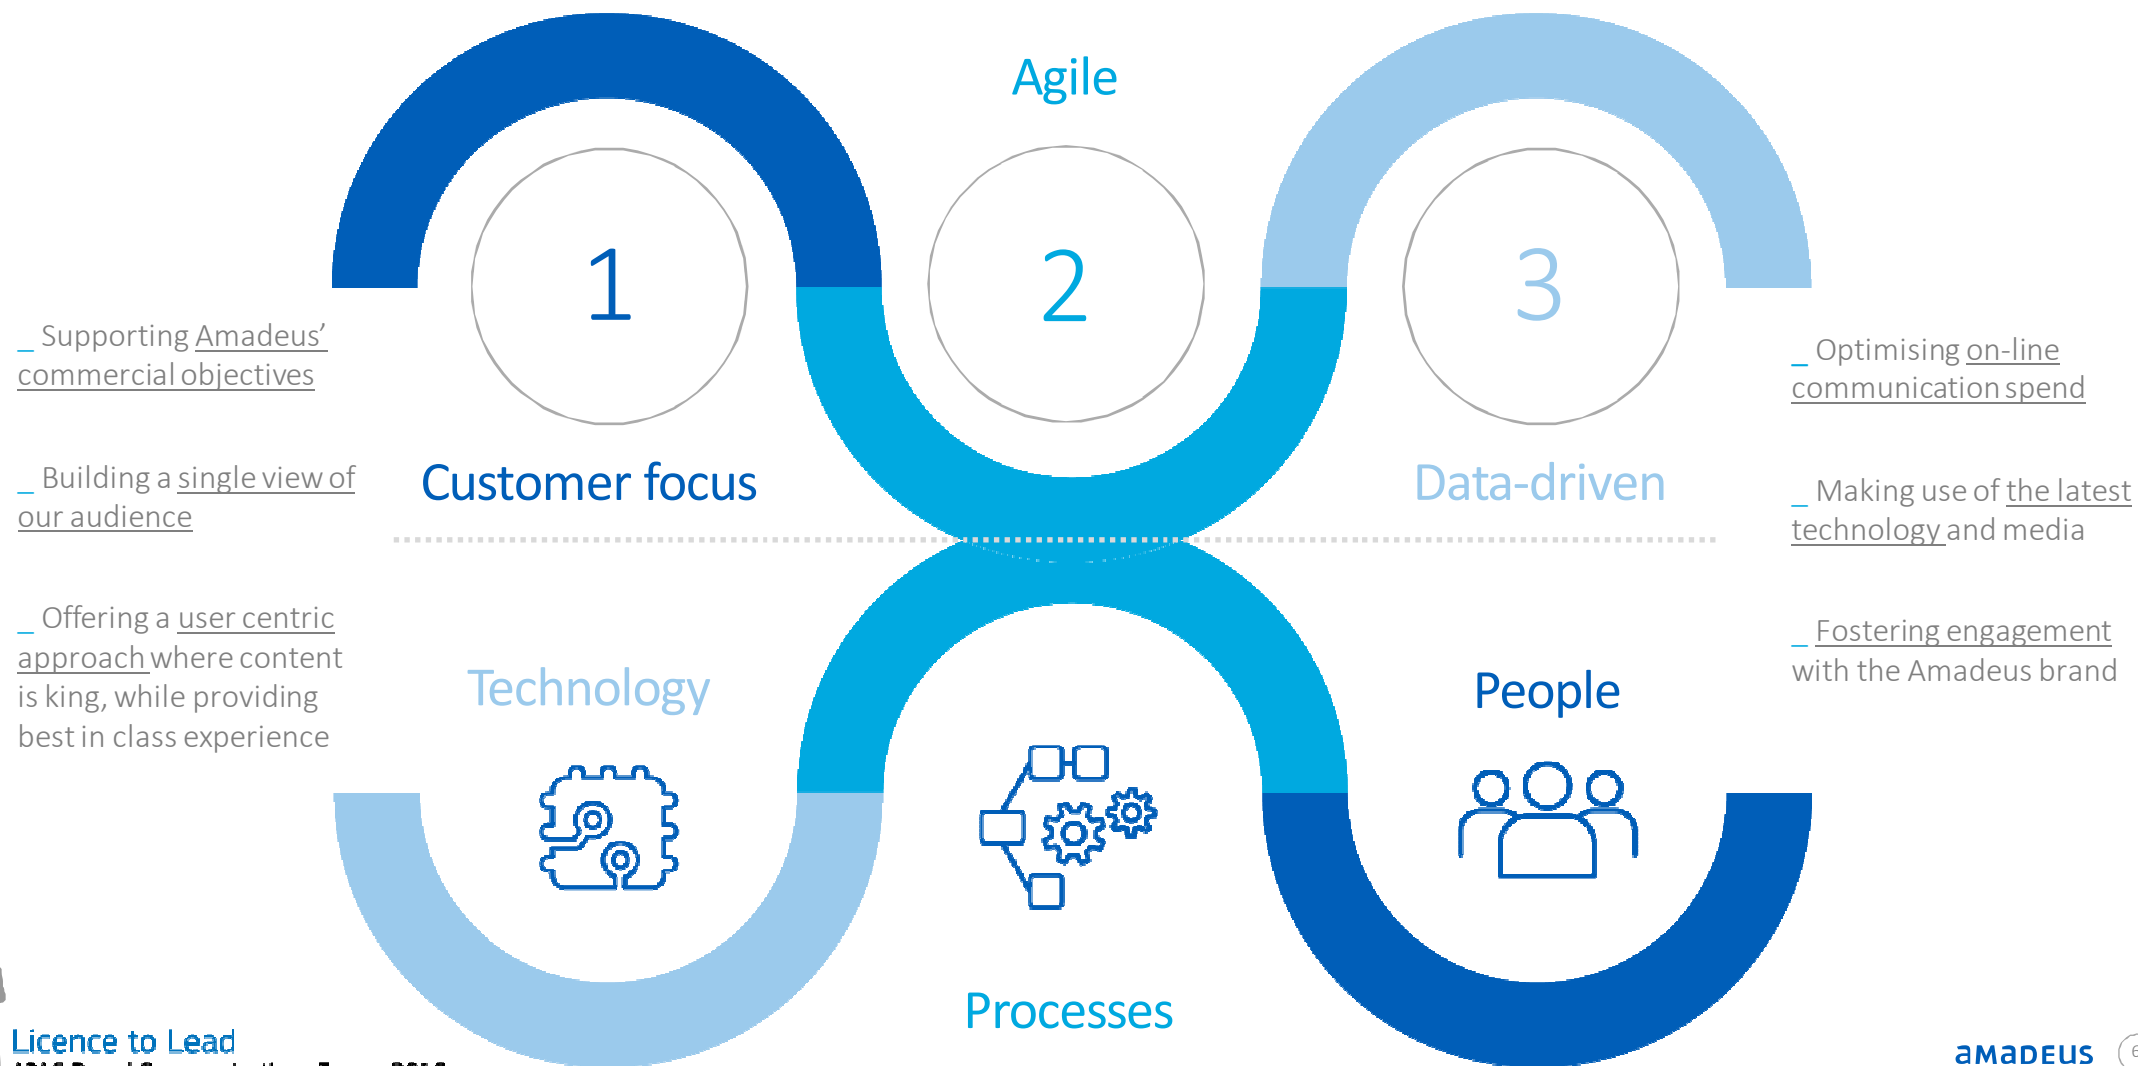 Agile
1
2
3
_ Supporting Amadeus’
commercial objectives
_ Building a single view of
our audience
_ Offering a user centric
approach where content
is king, while providing
best in class experience
Customer focus
Data-driven
_ Optimising on-line
communication spend
_ Making use of the latest
technology and media
_ Fostering engagement
with the Amadeus brand
Technology
People
Processes
Licence to Lead
amadeus
6